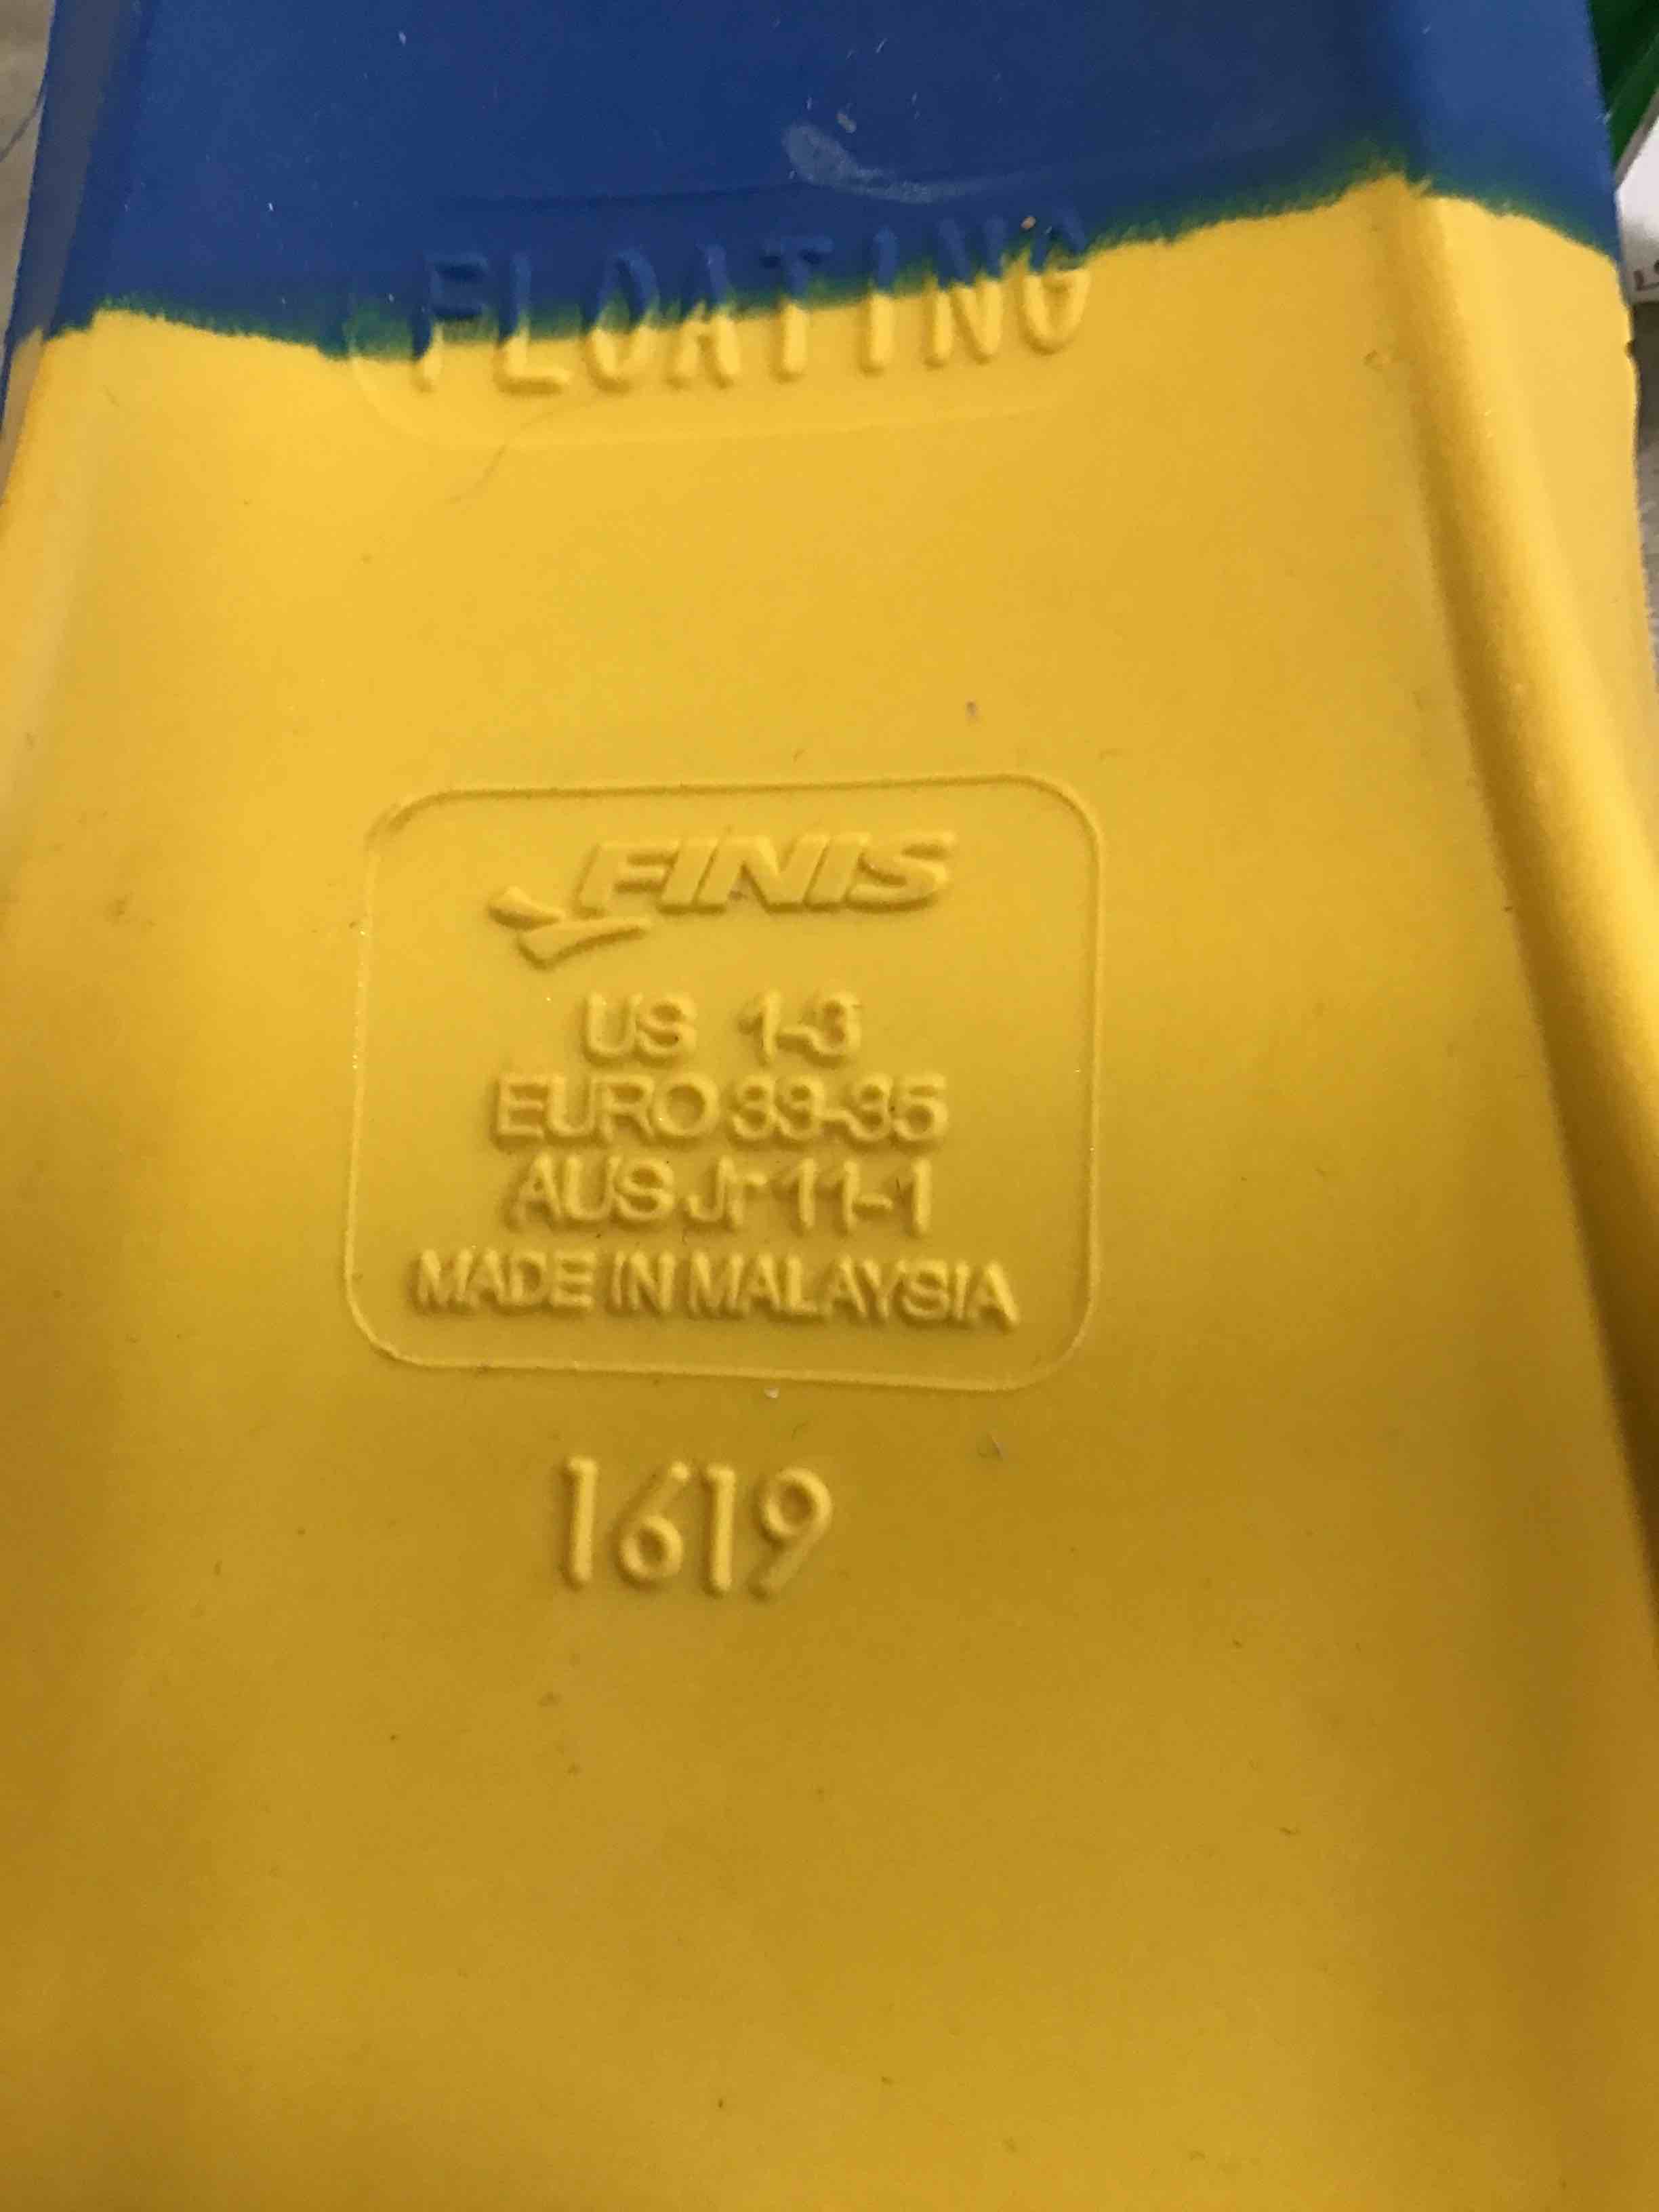 FLOATING
FINIS
US 1-3
EURO 33-35
AUS Jr 11-1
MADE IN MALAYSIA
1619